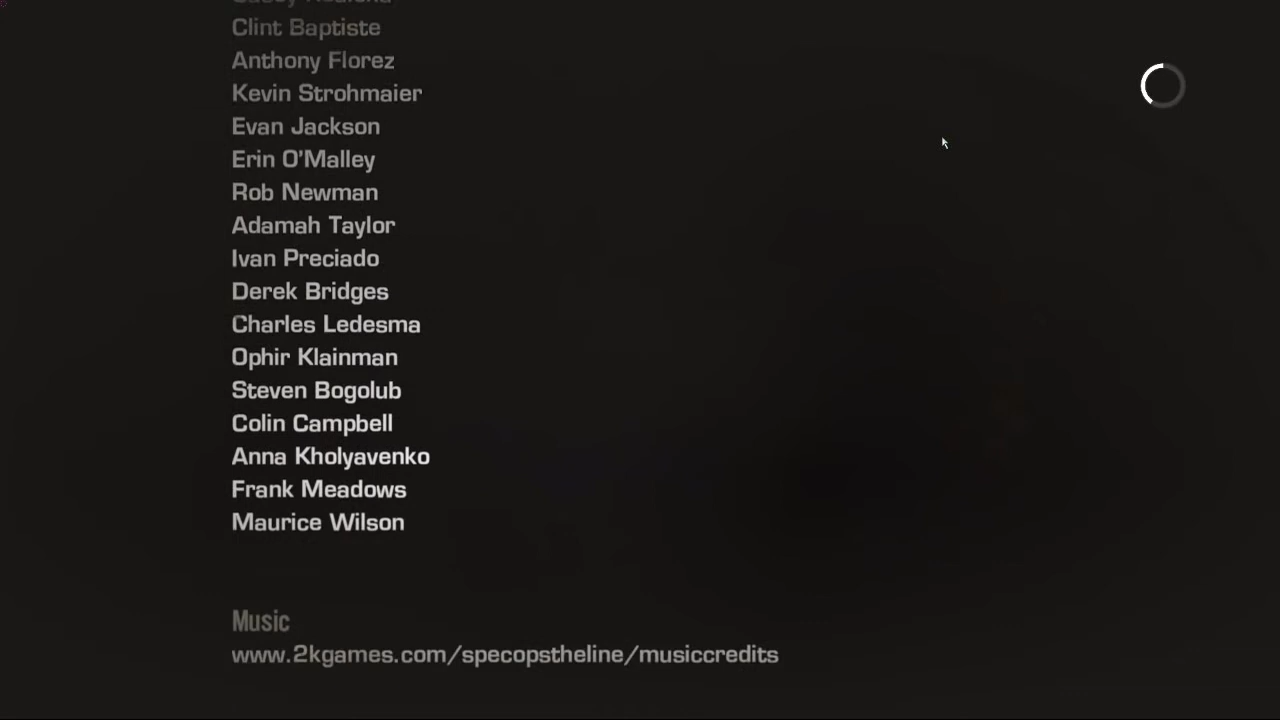 Clint Baptiste
Anthony Florez
Kevin Strohmaier
Evan Jackson
Erin O'Malley
Rob Newman
Adamah Taylor
Ivan Preciado
Derek Bridges
Charles Ledesma
Ophir Klainman
Steven Bogolub
Colin Campbell
Anna Kholyavenko
Frank Meadows
Maurice Wilson
Music
www.2kgames.com/specopstheline/musiccredits